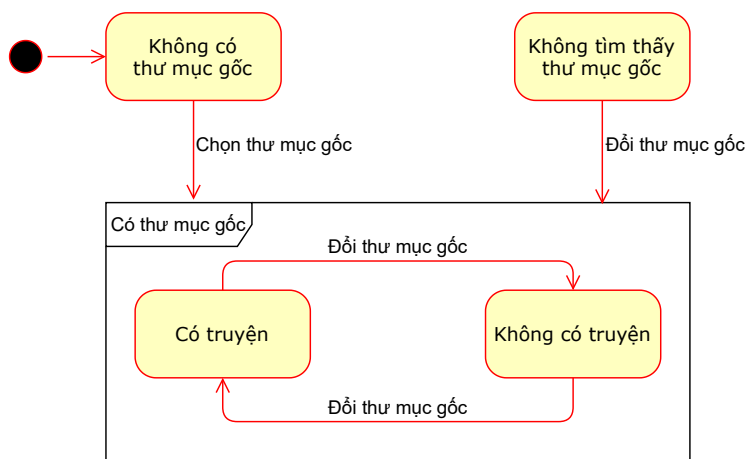 Không có
thư mục gốc
Không tìm thấy
thư mục gốc
Chọn thư mục gốc
Đổi thư mục gốc
Có thư mục gốc
Đổi thư mục gốc
Có truyện
Không có truyện
Đổi thư mục gốc